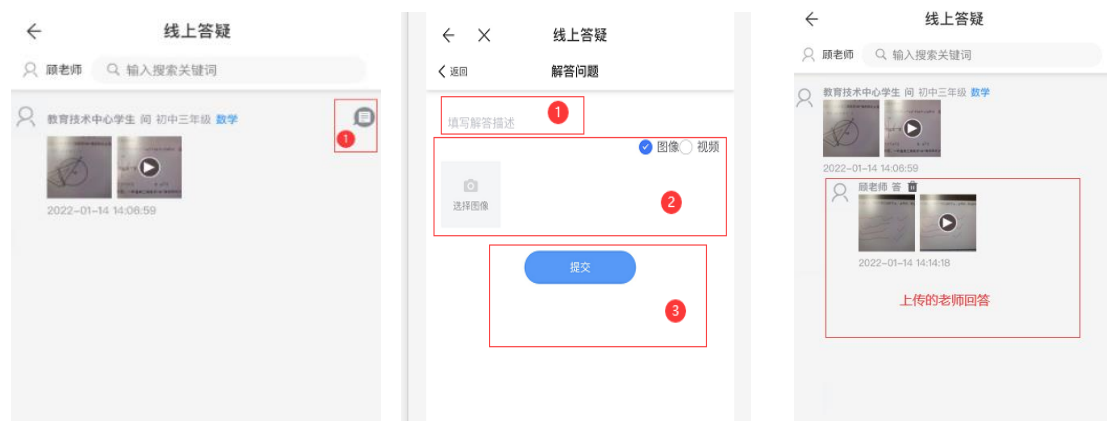 线上答疑
顾老师 输入搜索关键词
教育技术中心学生 问 初中三年级 数学
1
2022-01-14 14:06:59
线上答疑
返回 解答问题
填写解答描述
1
图像 视频
选择图像
2
提交
3
线上答疑
顾老师 输入搜索关键词
教育技术中心学生 问 初中三年级 数学
2022-01-14 14:06:59
顾老师 答
2022-01-14 14:14:18
上传的老师回答